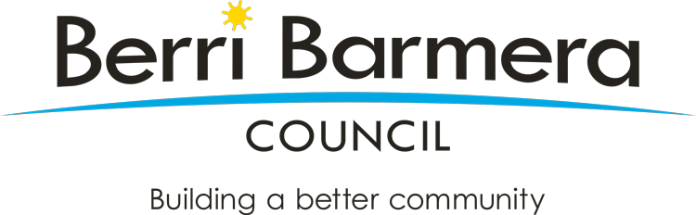 Berri Barmera
COUNCIL
Building a better community